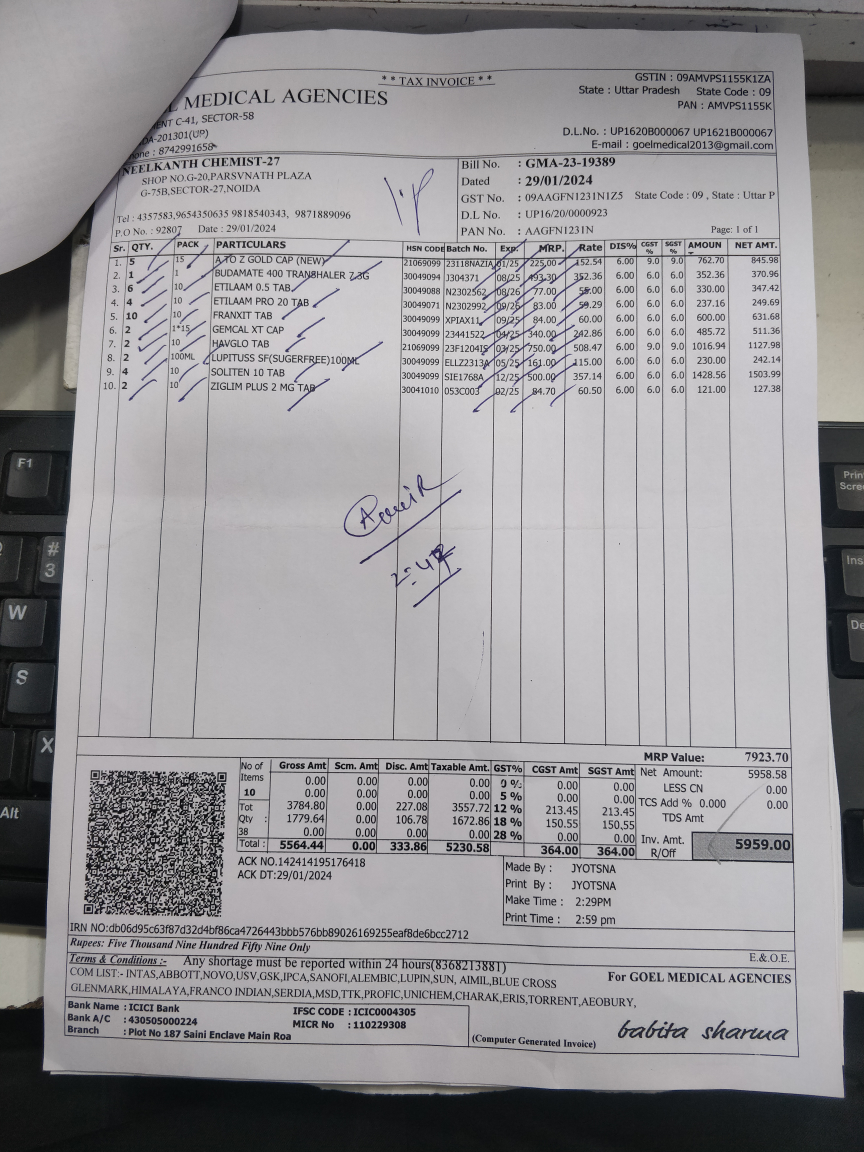 * * TAX INVOICE * *
GSTIN : 09AMVPS1155K1ZA
State : Uttar Pradesh State Code : 09
PAN : AMVPS1155K
EL MEDICAL AGENCIES
ENT C-41, SECTOR-58
DA-201301(UP)
hone : 8742991658
D.L.No. : UP1620B000067 UP1621B000067
E-mail : goelmedical2013@gmail.com
NEELKANTH CHEMIST-27
SHOP NO.G-20,PARSVNATH PLAZA
G-75B,SECTOR-27,NOIDA
Tel : 4357583,9654350635 9818540343, 9871889096
P.O No. : 92807 Date : 29/01/2024
Bill No. : GMA-23-19389
Dated : 29/01/2024
GST No. : 09AAGFN1231N1Z5 State Code : 09 , State : Uttar P
D.L No. : UP16/20/0000923
PAN No. : AAGFN1231N Page: 1 of 1
Sr. QTY. PACK PARTICULARS HSN CODE Batch No. Exp. MRP. Rate DIS% CGST % SGST % AMOUN NET AMT.
1. 5 15 A TO Z GOLD CAP (NEW) 21069099 23118NAZIA 01/25 225.00 152.54 6.00 9.0 9.0 762.70 845.98
2. 1 1 BUDAMATE 400 TRANSHALER 7.3G 30049094 J304371 08/25 493.30 352.36 6.00 6.0 6.0 352.36 370.96
3. 6 10 ETILAAM 0.5 TAB 30049088 N2302562 08/26 77.00 55.00 6.00 6.0 6.0 330.00 347.42
4. 4 10 ETILAAM PRO 20 TAB 30049071 N2302992 09/26 83.00 59.29 6.00 6.0 6.0 237.16 249.69
5. 10 10 FRANXIT TAB 30049099 XPIAX11 09/25 84.00 60.00 6.00 6.0 6.0 600.00 631.68
6. 2 1*15 GEMCAL XT CAP 30049099 23441522 04/25 340.00 242.86 6.00 6.0 6.0 485.72 511.36
7. 2 10 HAVGLO TAB 21069099 23F1204IS 03/25 750.00 508.47 6.00 9.0 9.0 1016.94 1127.98
8. 2 100ML LUPITUSS SF(SUGERFREE)100ML 30049099 ELLZ2313A 05/25 161.00 115.00 6.00 6.0 6.0 230.00 242.14
9. 4 10 SOLITEN 10 TAB 30049099 SIE1768A 12/25 500.00 357.14 6.00 6.0 6.0 1428.56 1503.99
10. 2 10 ZIGLIM PLUS 2 MG TAB 30041010 053C003 02/25 84.70 60.50 6.00 6.0 6.0 121.00 127.38
MRP Value: 7923.70
No of Items 10 Gross Amt Scm. Amt Disc. Amt Taxable Amt. GST% CGST Amt SGST Amt
0.00 0.00 0.00 0.00 0 % 0.00 0.00
0.00 0.00 0.00 0.00 5 % 0.00 0.00
Tot 3784.80 0.00 227.08 3557.72 12 % 213.45 213.45
Qty : 1779.64 0.00 106.78 1672.86 18 % 150.55 150.55
38 0.00 0.00 0.00 0.00 28 % 0.00 0.00
Total : 5564.44 0.00 333.86 5230.58 364.00 364.00
Net Amount: 5958.58
LESS CN 0.00
TCS Add % 0.000 0.00
TDS Amt
Inv. Amt. R/Off 5959.00
ACK NO.142414195176418
ACK DT:29/01/2024
Made By : JYOTSNA
Print By : JYOTSNA
Make Time : 2:29PM
Print Time : 2:59 pm
IRN NO:db06d95c63f87d32d4bf86ca4726443bbb576bb89026169255eaf8de6bcc2712
Rupees: Five Thousand Nine Hundred Fifty Nine Only
E.& O.E.
Terms & Conditions :- Any shortage must be reported within 24 hours(8368213881)
COM LIST:- INTAS,ABBOTT,NOVO,USV,GSK,IPCA,SANOFI,ALEMBIC,LUPIN,SUN, AIMIL,BLUE CROSS
GLENMARK,HIMALAYA,FRANCO INDIAN,SERDIA,MSD,TTK,PROFIC,UNICHEM,CHARAK,ERIS,TORRENT,AEOBURY,
For GOEL MEDICAL AGENCIES
Bank Name : ICICI Bank
Bank A/C : 430505000224
Branch : Plot No 187 Saini Enclave Main Roa
IFSC CODE : ICIC0004305
MICR No : 110229308
(Computer Generated Invoice)
babita sharma
F1
#
3
W
S
X
Alt